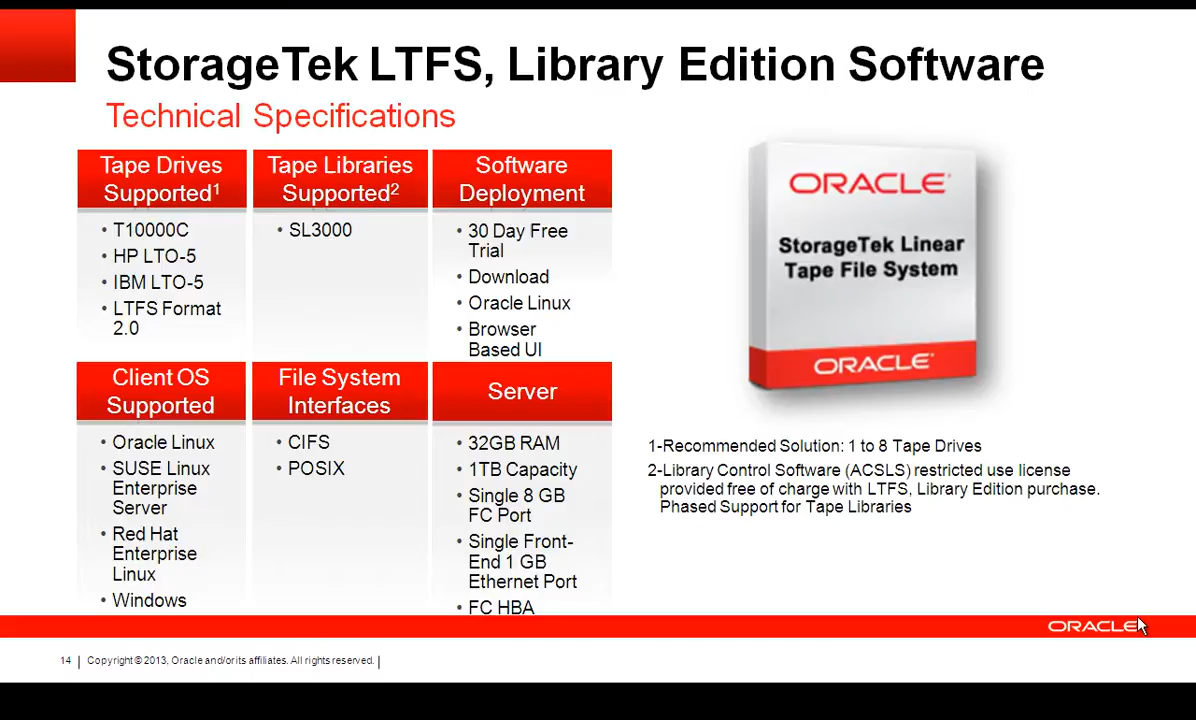 StorageTek LTFS, Library Edition Software
Technical Specifications
Tape Drives
Supported1
• T10000C
• HP LTO-5
• IBM LTO-5
• LTFS Format
2.0
Tape Libraries
Supported2
• SL3000
Software
Deployment
• 30 Day Free
Trial
• Download
• Oracle Linux
• Browser
Based UI
Client OS
Supported
• Oracle Linux
• SUSE Linux
Enterprise
Server
• Red Hat
Enterprise
Linux
• Windows
File System
Interfaces
• CIFS
• POSIX
Server
• 32GB RAM
• 1TB Capacity
• Single 8 GB
FC Port
• Single Front-
End 1 GB
Ethernet Port
• FC HBA
ORACLE
StorageTek Linear
Tape File System
ORACLE
1-Recommended Solution: 1 to 8 Tape Drives
2-Library Control Software (ACSLS) restricted use license
provided free of charge with LTFS, Library Edition purchase.
Phased Support for Tape Libraries
ORACLE
14 | Copyright © 2013, Oracle and/or its affiliates. All rights reserved. |